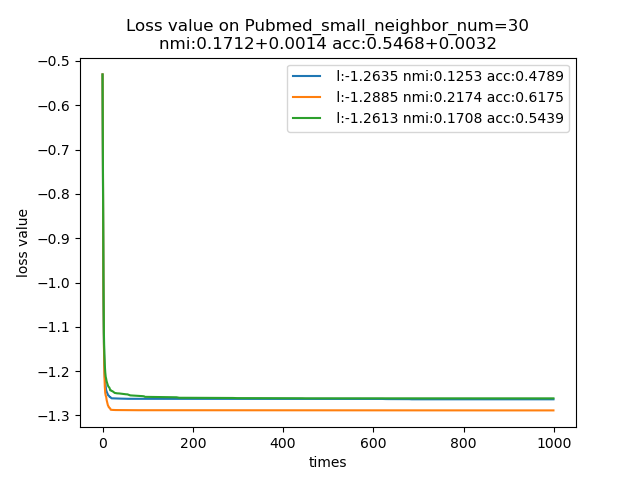 Loss value on Pubmed_small_neighbor_num=30
nmi:0.1712+0.0014 acc:0.5468+0.0032
l:-1.2635 nmi:0.1253 acc:0.4789
l:-1.2885 nmi:0.2174 acc:0.6175
l:-1.2613 nmi:0.1708 acc:0.5439
−0.5
−0.6
−0.7
−0.8
−0.9
−1.0
−1.1
−1.2
−1.3
loss value
0 200 400 600 800 1000
times